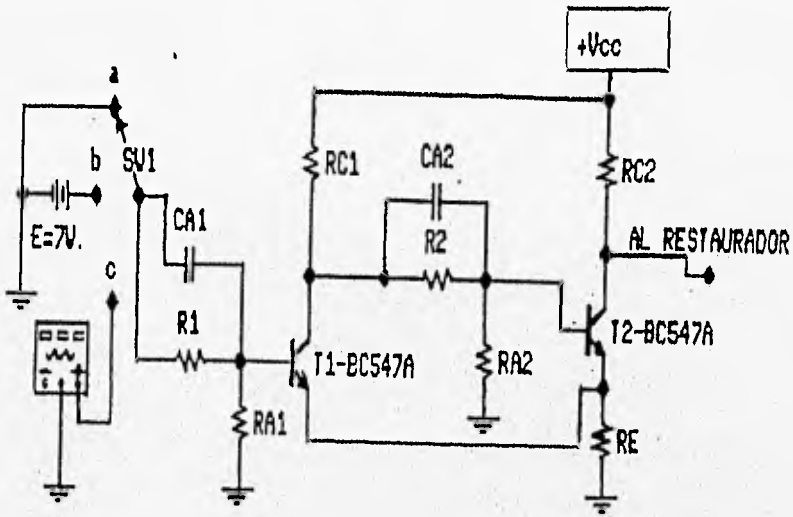 +Vcc
a
b
SW1
E=7V.
c
CA1
R1
RA1
RC1
CA2
R2
T1-BC547A
RA2
RC2
AL RESTAURADOR
T2-BC547A
RE